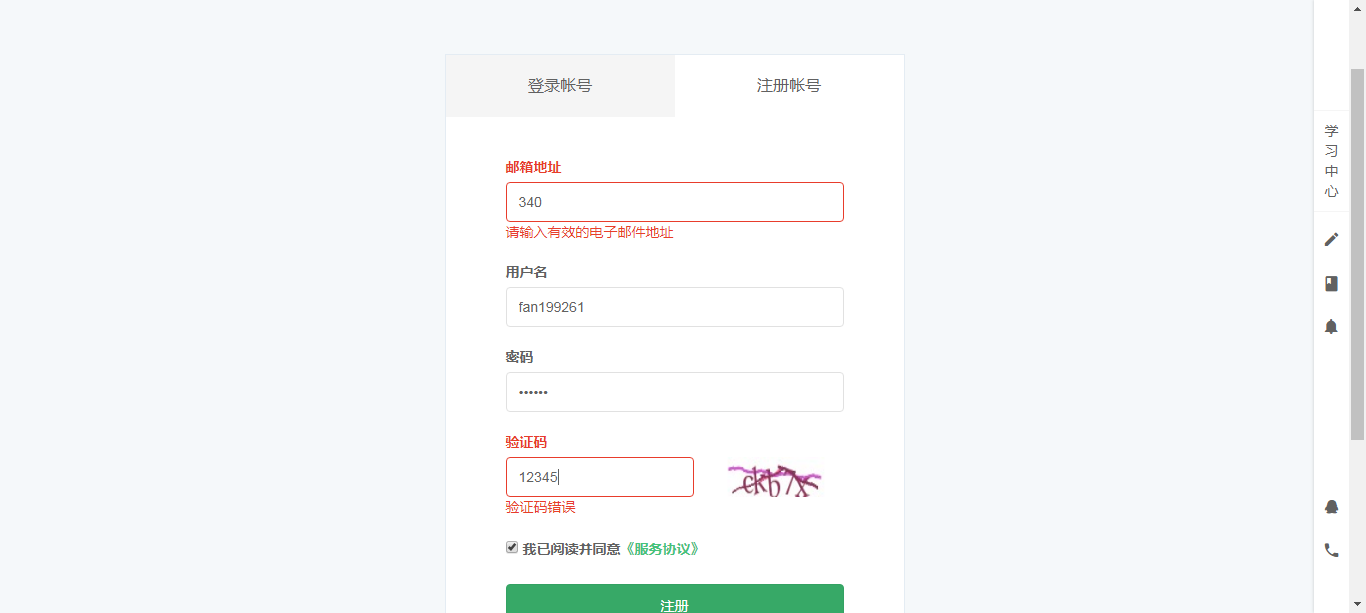 登录帐号
注册帐号
邮箱地址
340
请输入有效的电子邮件地址
用户名
fan199261
密码
••••••
验证码
12345
ckb7x
验证码错误
我已阅读并同意《服务协议》
注册
学
习
中
心